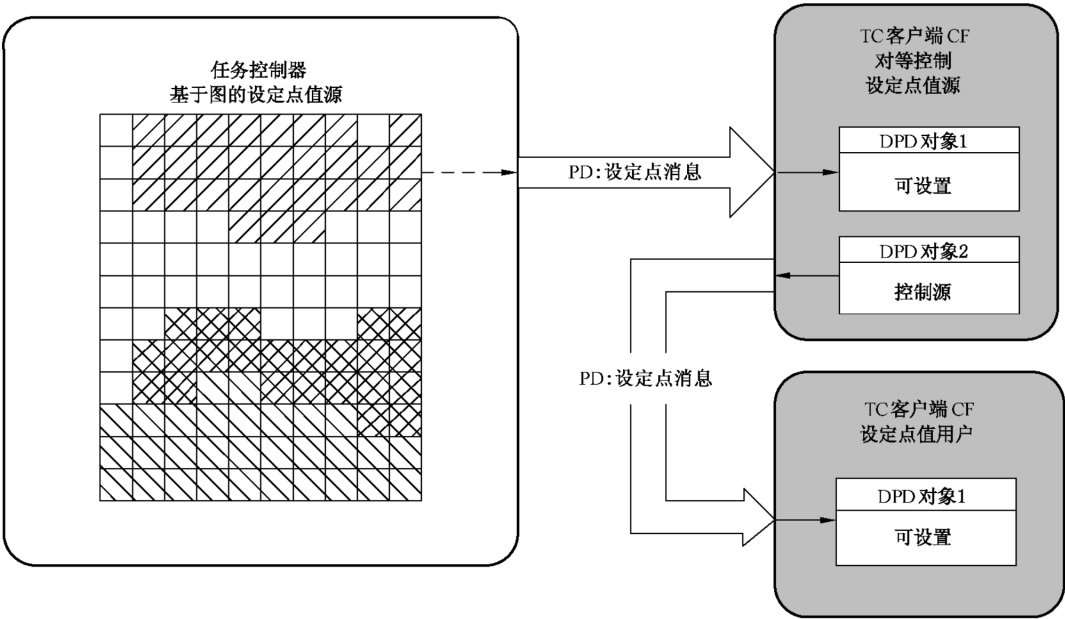 任务控制器
基于图的设定点值源
PD:设定点消息
TC客户端CF
对等控制
设定点值源
DPD对象1
可设置
DPD对象2
控制源
PD:设定点消息
TC客户端CF
设定点值用户
DPD对象1
可设置